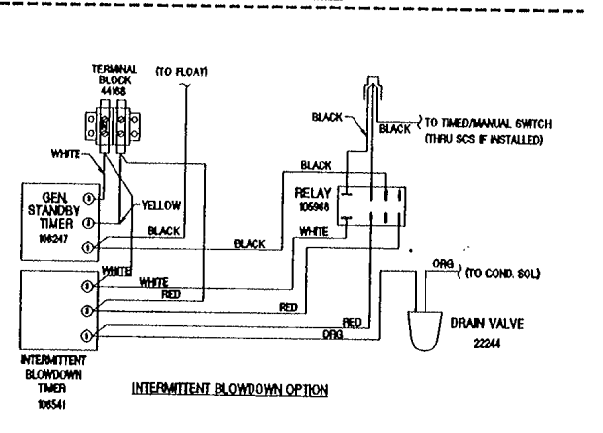 TERMINAL
BLOCK
44168
(TO FLOAT)
BLACK
BLACK
TO TIMED/MANUAL SWITCH
(THRU SCS IF INSTALLED)
WHITE
BLACK
GEN.
STANDBY
TIMER
106247
RELAY
105948
YELLOW
BLACK
WHITE
BLACK
WHITE
WHITE
RED
ORG
(TO COND. SOL)
RED
RED
ORG
DRAIN VALVE
22244
INTERMITTENT
BLOWDOWN
TIMER
106541
INTERMITTENT BLOWDOWN OPTION